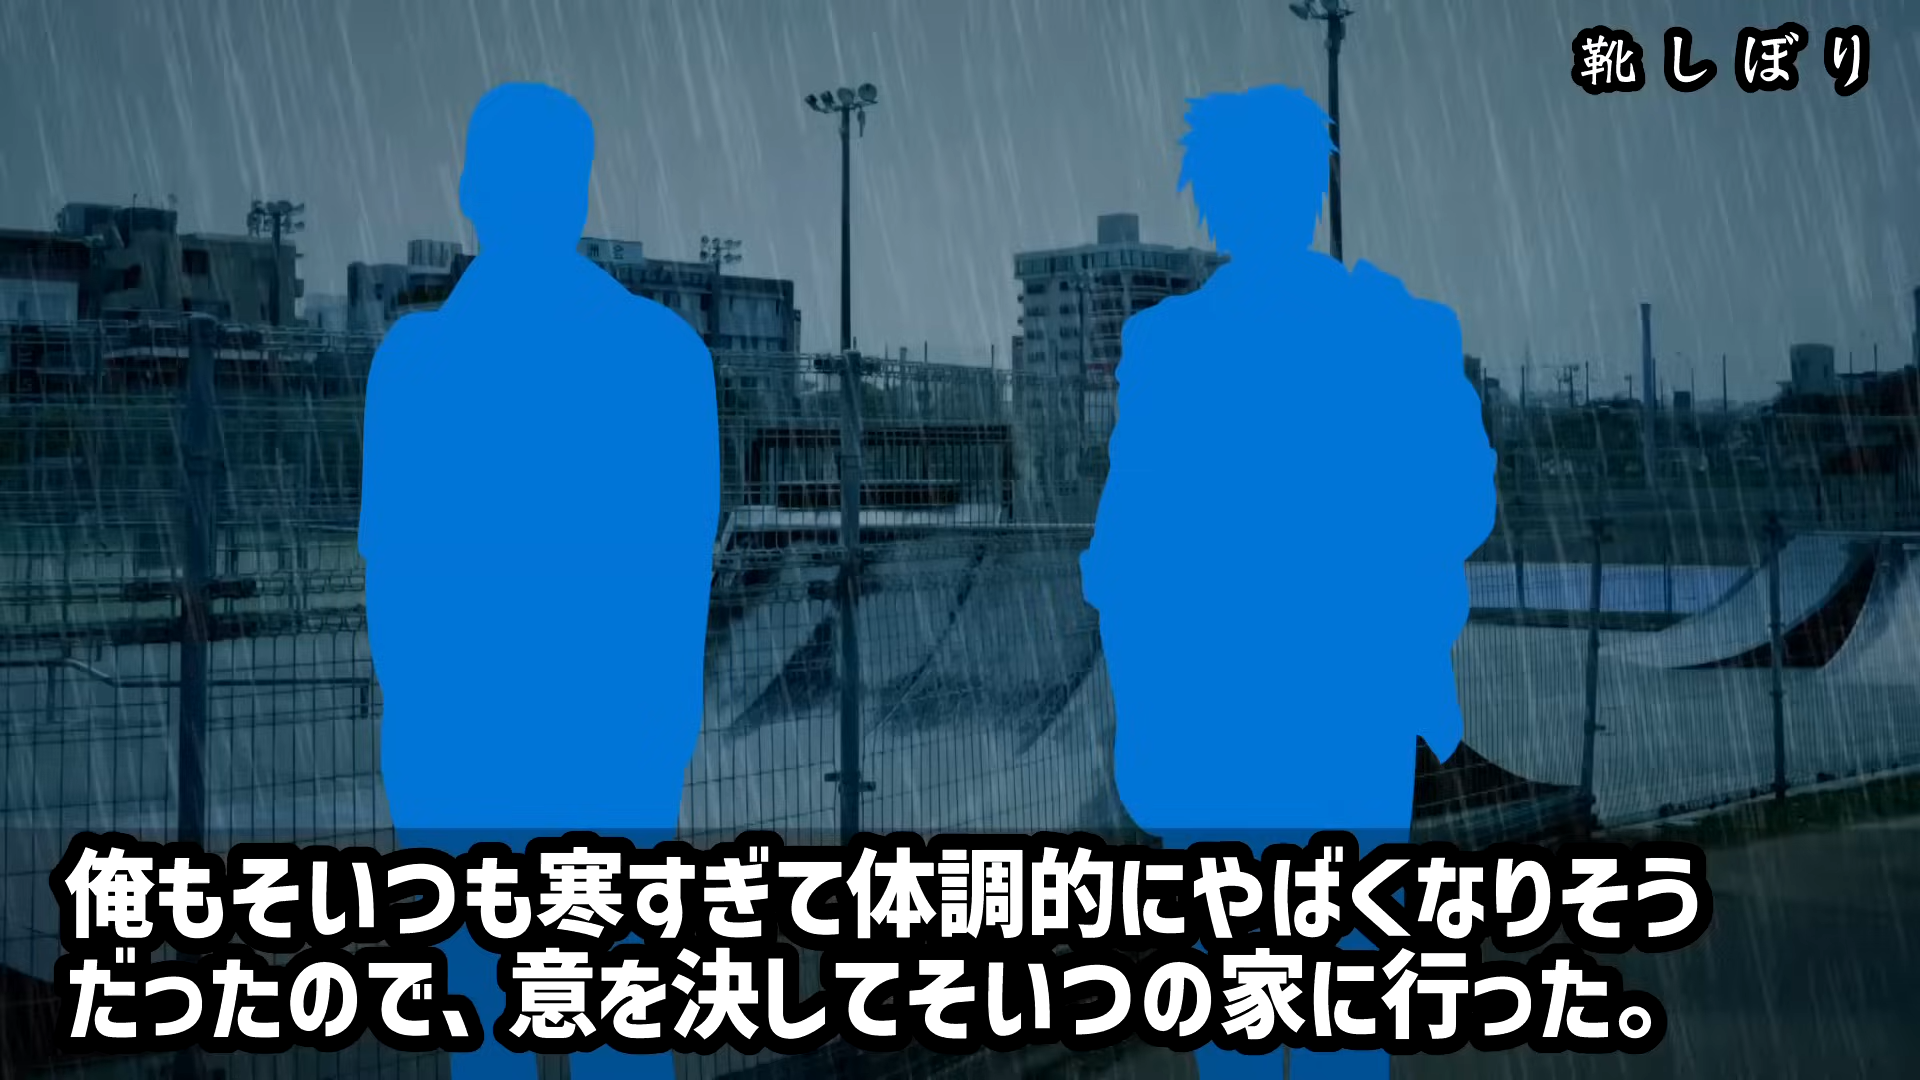 靴しぼり
俺もそいつも寒すぎて体調的にやばくなりそう
だったので、意を決してそいつの家に行った。